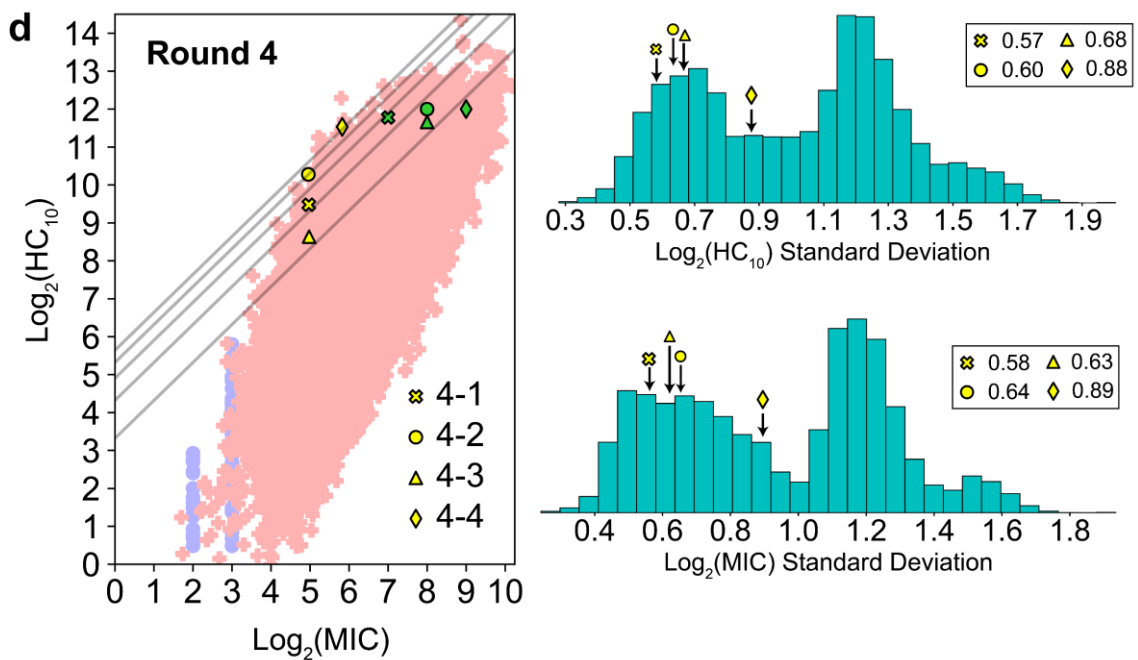 d
Round 4
Log2(HC10)
14
13
12
11
10
9
8
7
6
5
4
3
2
1
0
4-1
4-2
4-3
4-4
0 1 2 3 4 5 6 7 8 9 10
Log2(MIC)
0.57 0.68
0.60 0.88
0.3 0.5 0.7 0.9 1.1 1.3 1.5 1.7 1.9
Log2(HC10) Standard Deviation
0.58 0.63
0.64 0.89
0.4 0.6 0.8 1.0 1.2 1.4 1.6 1.8
Log2(MIC) Standard Deviation